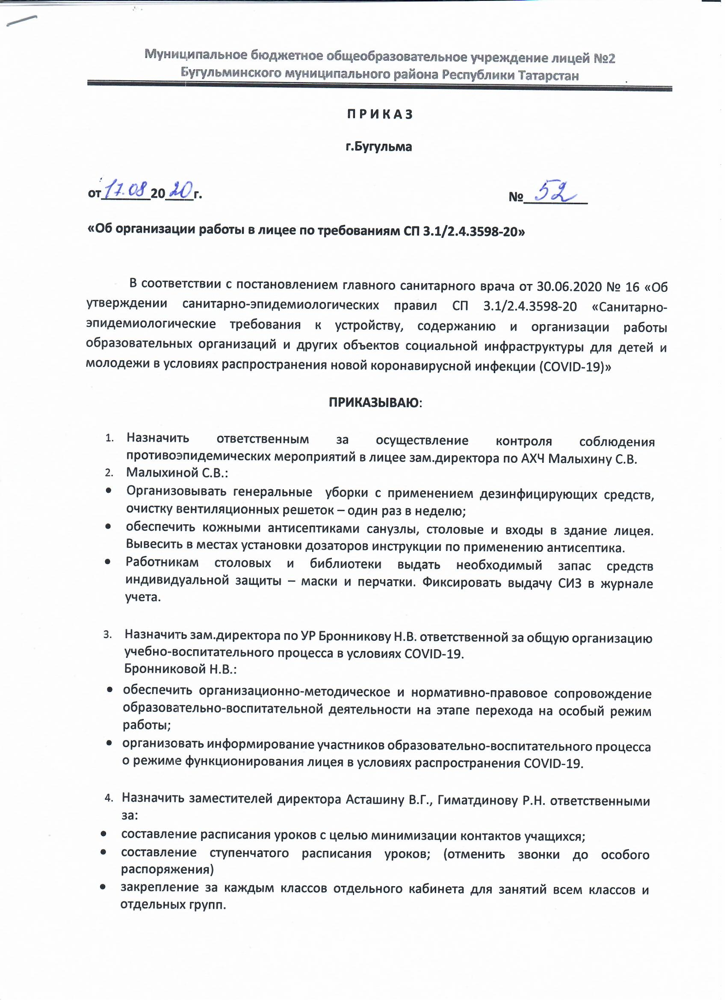 Муниципальное бюджетное общеобразовательное учреждение лицей №2
Бугульминского муниципального района Республики Татарстан
П Р И К А З
г.Бугульма
от 17.08 2020 г. № 52
«Об организации работы в лицее по требованиям СП 3.1/2.4.3598-20»
В соответствии с постановлением главного санитарного врача от 30.06.2020 № 16 «Об
утверждении санитарно-эпидемиологических правил СП 3.1/2.4.3598-20 «Санитарно-
эпидемиологические требования к устройству, содержанию и организации работы
образовательных организаций и других объектов социальной инфраструктуры для детей и
молодежи в условиях распространения новой коронавирусной инфекции (COVID-19)»
ПРИКАЗЫВАЮ:
1. Назначить ответственным за осуществление контроля соблюдения
противоэпидемических мероприятий в лицее зам.директора по АХЧ Малыхину С.В.
2. Малыхиной С.В.:
• Организовывать генеральные уборки с применением дезинфицирующих средств,
очистку вентиляционных решеток – один раз в неделю;
• обеспечить кожными антисептиками санузлы, столовые и входы в здание лицея.
Вывесить в местах установки дозаторов инструкции по применению антисептика.
• Работникам столовых и библиотеки выдать необходимый запас средств
индивидуальной защиты – маски и перчатки. Фиксировать выдачу СИЗ в журнале
учета.
3. Назначить зам.директора по УР Бронникову Н.В. ответственной за общую организацию
учебно-воспитательного процесса в условиях COVID-19.
Бронниковой Н.В.:
• обеспечить организационно-методическое и нормативно-правовое сопровождение
образовательно-воспитательной деятельности на этапе перехода на особый режим
работы;
• организовать информирование участников образовательно-воспитательного процесса
о режиме функционирования лицея в условиях распространения COVID-19.
4. Назначить заместителей директора Асташину В.Г., Гиматдинову Р.Н. ответственными
за:
• составление расписания уроков с целью минимизации контактов учащихся;
• составление ступенчатого расписания уроков; (отменить звонки до особого
распоряжения)
• закрепление за каждым классов отдельного кабинета для занятий всем классов и
отдельных групп.